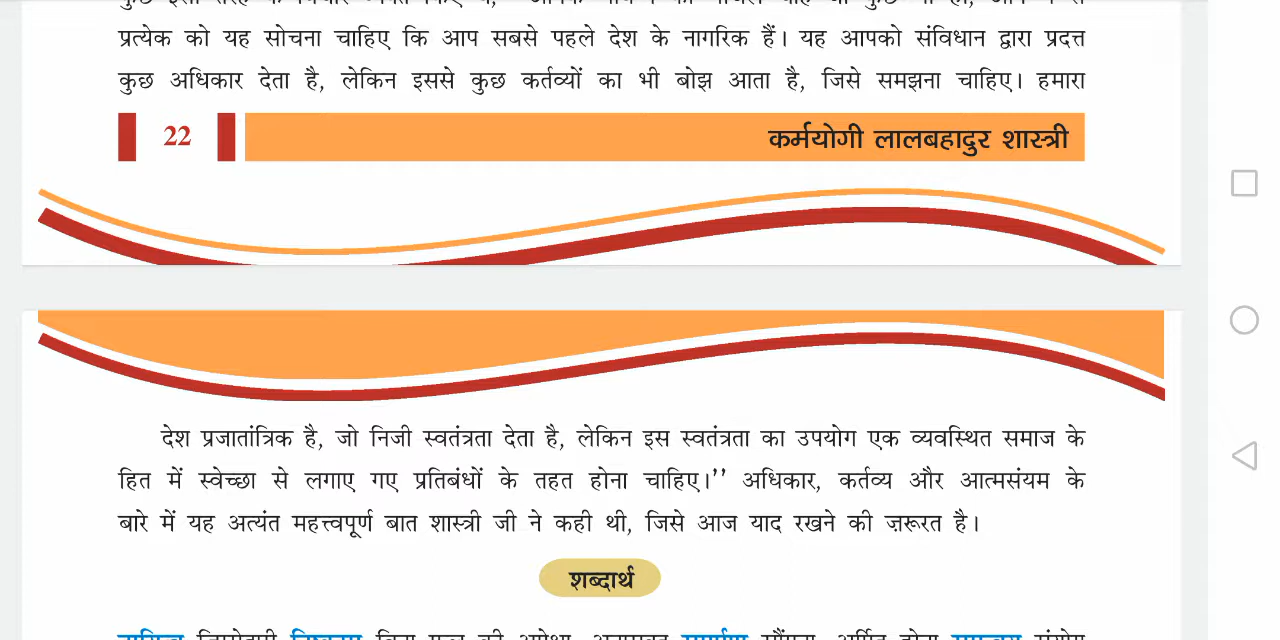 प्रत्येक को यह सोचना चाहिए कि आप सबसे पहले देश के नागरिक हैं। यह आपको संविधान द्वारा प्रदत्त
कुछ अधिकार देता है, लेकिन इससे कुछ कर्तव्यों का भी बोझ आता है, जिसे समझना चाहिए। हमारा
22
कर्मयोगी लालबहादुर शास्त्री
देश प्रजातांत्रिक है, जो निजी स्वतंत्रता देता है, लेकिन इस स्वतंत्रता का उपयोग एक व्यवस्थित समाज के
हित में स्वेच्छा से लगाए गए प्रतिबंधों के तहत होना चाहिए।’’ अधिकार, कर्तव्य और आत्मसंयम के
बारे में यह अत्यंत महत्त्वपूर्ण बात शास्त्री जी ने कही थी, जिसे आज याद रखने की ज़रूरत है।
शब्दार्थ